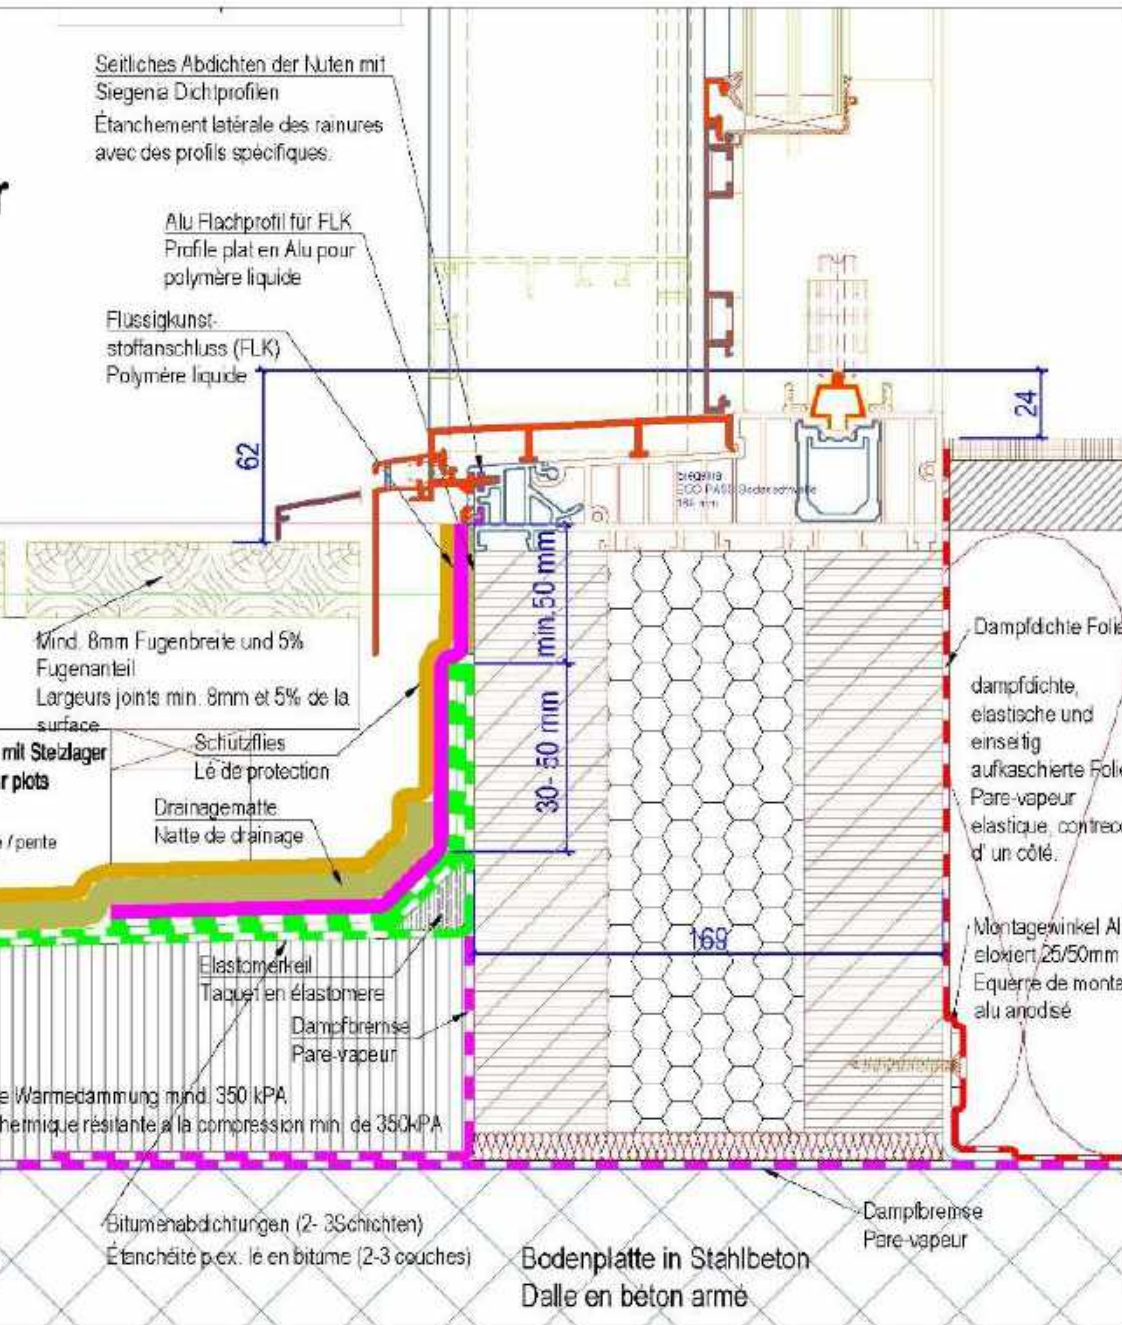 Seitliches Abdichten der Nuten mit
Siegenia Dichtprofilen
Étanchement latérale des rainures
avec des profils spécifiques.
r
Alu Flachprofil für FLK
Profile plat en Alu pour
polymère liquide
Flüssigkunst-
stoffanschluss (FLK)
Polymère liquide
62
24
Siegenia
ECO PASS Bodenschwelle
min. 50 mm
30- 50 mm
169
Mind. 8mm Fugenbreite und 5%
Fugenanteil
Largeurs joints min. 8mm et 5% de la
surface
mit Stelzlager
r plots
/ pente
Schutzflies
Lé de protection
Drainagematte
Natte de drainage
Elastomerkeil
Taquet en élastomère
Dampfbremse
Pare-vapeur
e Wärmedämmung mind. 350 kPA
hermique résitante à la compression min. de 350kPA
Bitumenabdichtungen (2- 3Schichten)
Étanchéité p.ex. lé en bitume (2-3 couches)
Bodenplatte in Stahlbeton
Dalle en béton armé
Dampfdichte Folie
dampfdichte,
elastische und
einseitig
aufkaschierte Folie
Pare-vapeur
elastique, contreco
d' un côté.
Montagewinkel Al
eloxiert 25/50mm
Equerre de monta
alu anodisé
Dampfbremse
Pare-vapeur